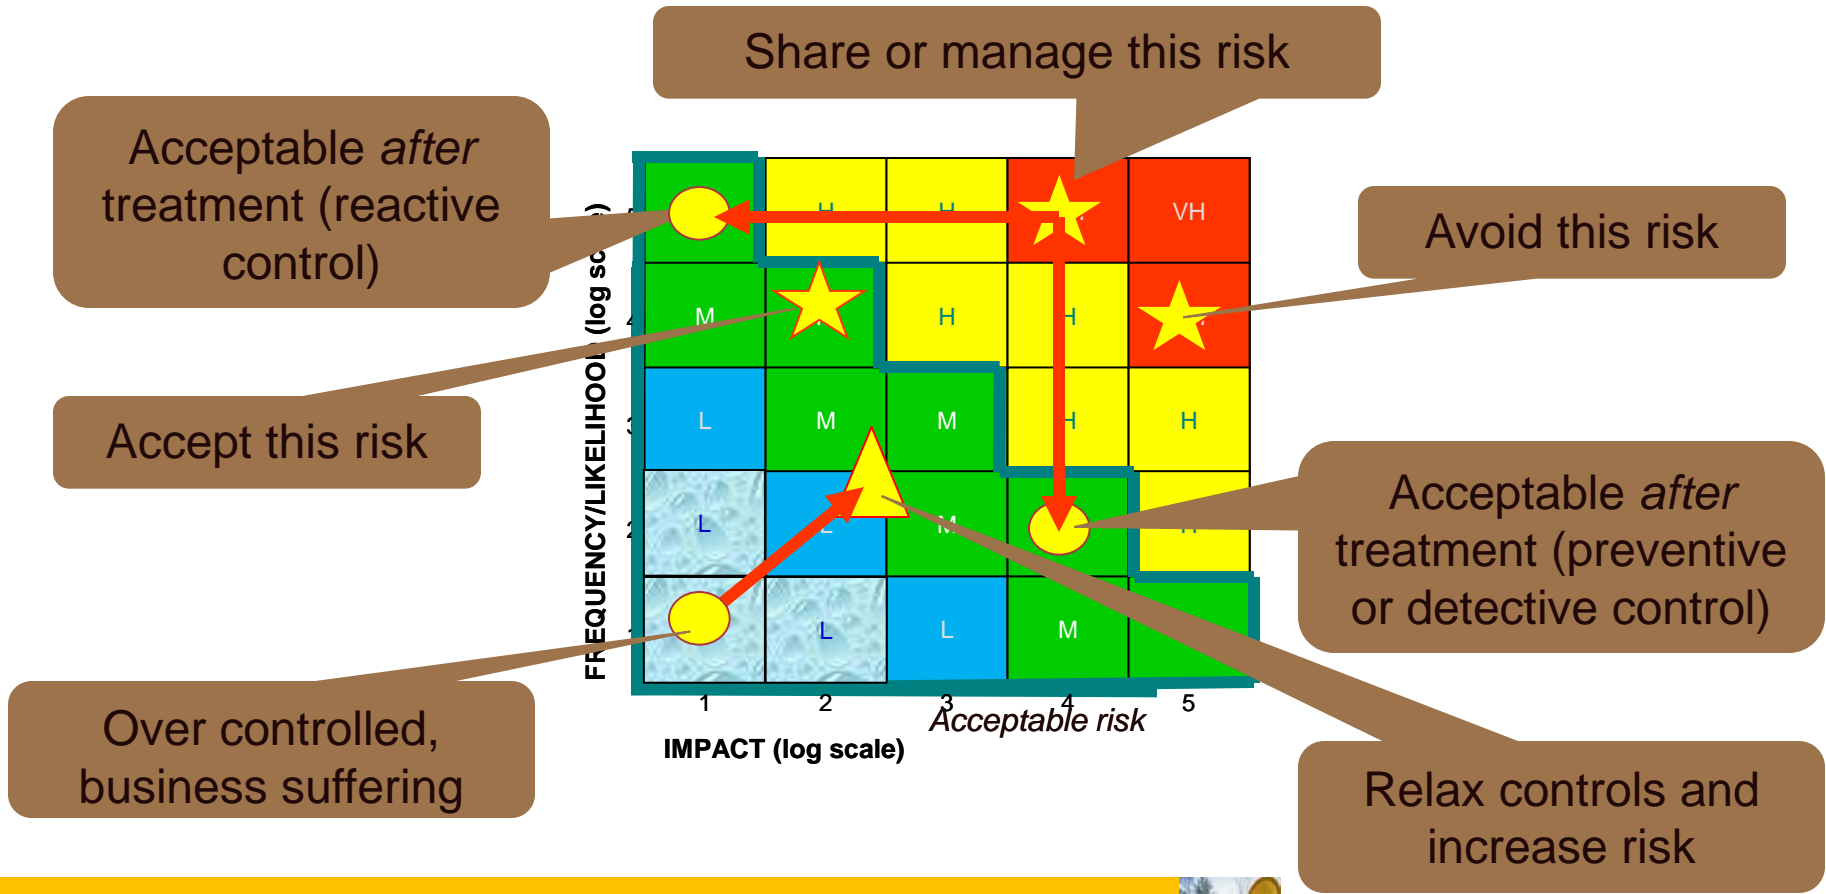 Share or manage this risk
Acceptable after
treatment (reactive
control)
Avoid this risk
Accept this risk
Acceptable after
treatment (preventive
or detective control)
Over controlled,
business suffering
Relax controls and
increase risk
FREQUENCY/LIKELIHOOD (log scale)
H H VH
M H H
L M M H H
L L M H
L L M
1 2 3 4 5
Acceptable risk
IMPACT (log scale)